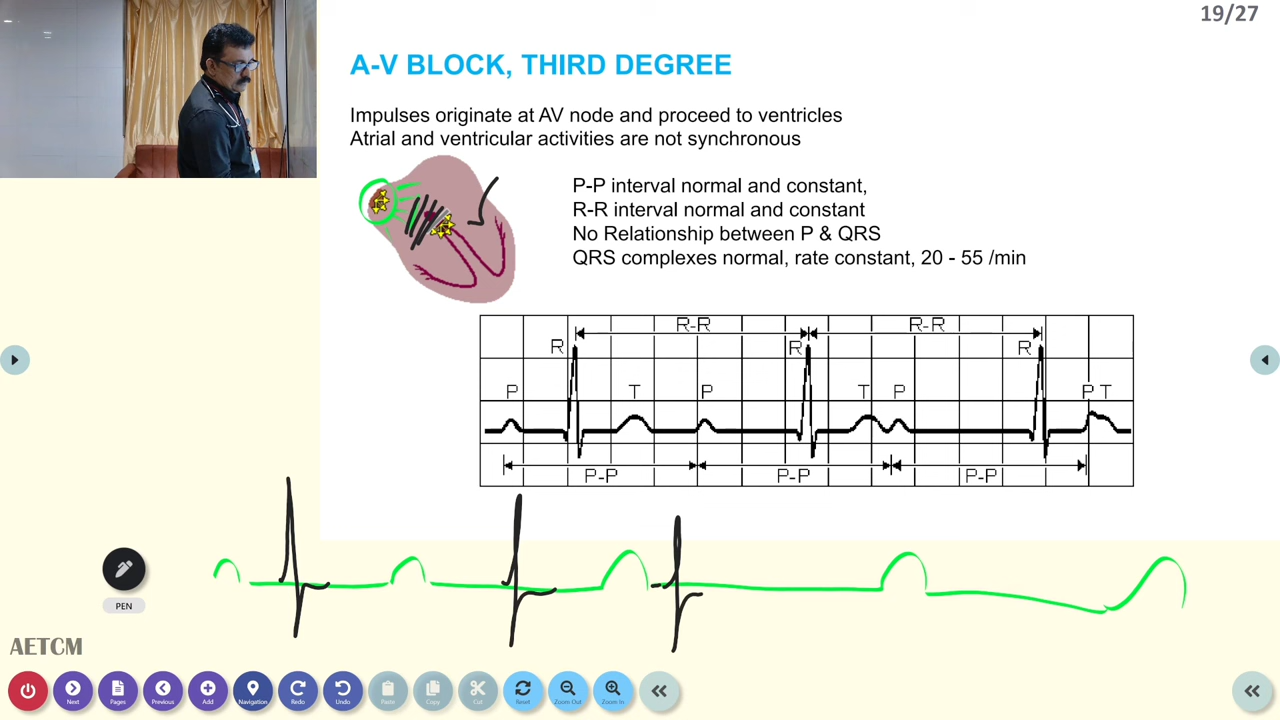 19/27
A-V BLOCK, THIRD DEGREE
Impulses originate at AV node and proceed to ventricles
Atrial and ventricular activities are not synchronous
P-P interval normal and constant,
R-R interval normal and constant
No Relationship between P & QRS
QRS complexes normal, rate constant, 20 - 55 /min
R-R R-R
R R R
P T P T P P T
P-P P-P P-P
PEN
AETCM
Next Pages Previous Add Navigation Redo Undo Paste Copy Cut Reset Zoom Out Zoom In